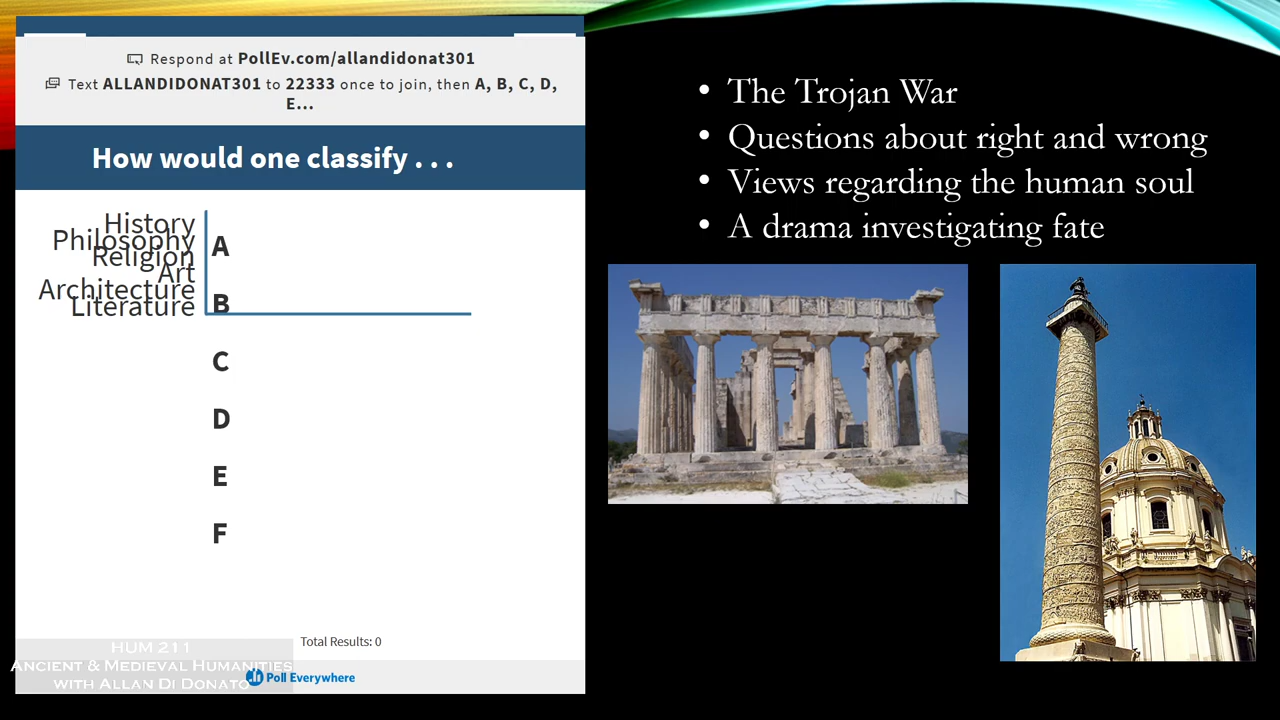 Respond at PollEv.com/allandidonat301
Text ALLANDIDONAT301 to 22333 once to join, then A, B, C, D,
E...
How would one classify . . .
History
Philosophy
Religion
Art
Architecture
Literature
A
B
C
D
E
F
Total Results: 0
Poll Everywhere
HUM 211
Ancient & Medieval Humanities
with Allan Di Donato
• The Trojan War
• Questions about right and wrong
• Views regarding the human soul
• A drama investigating fate